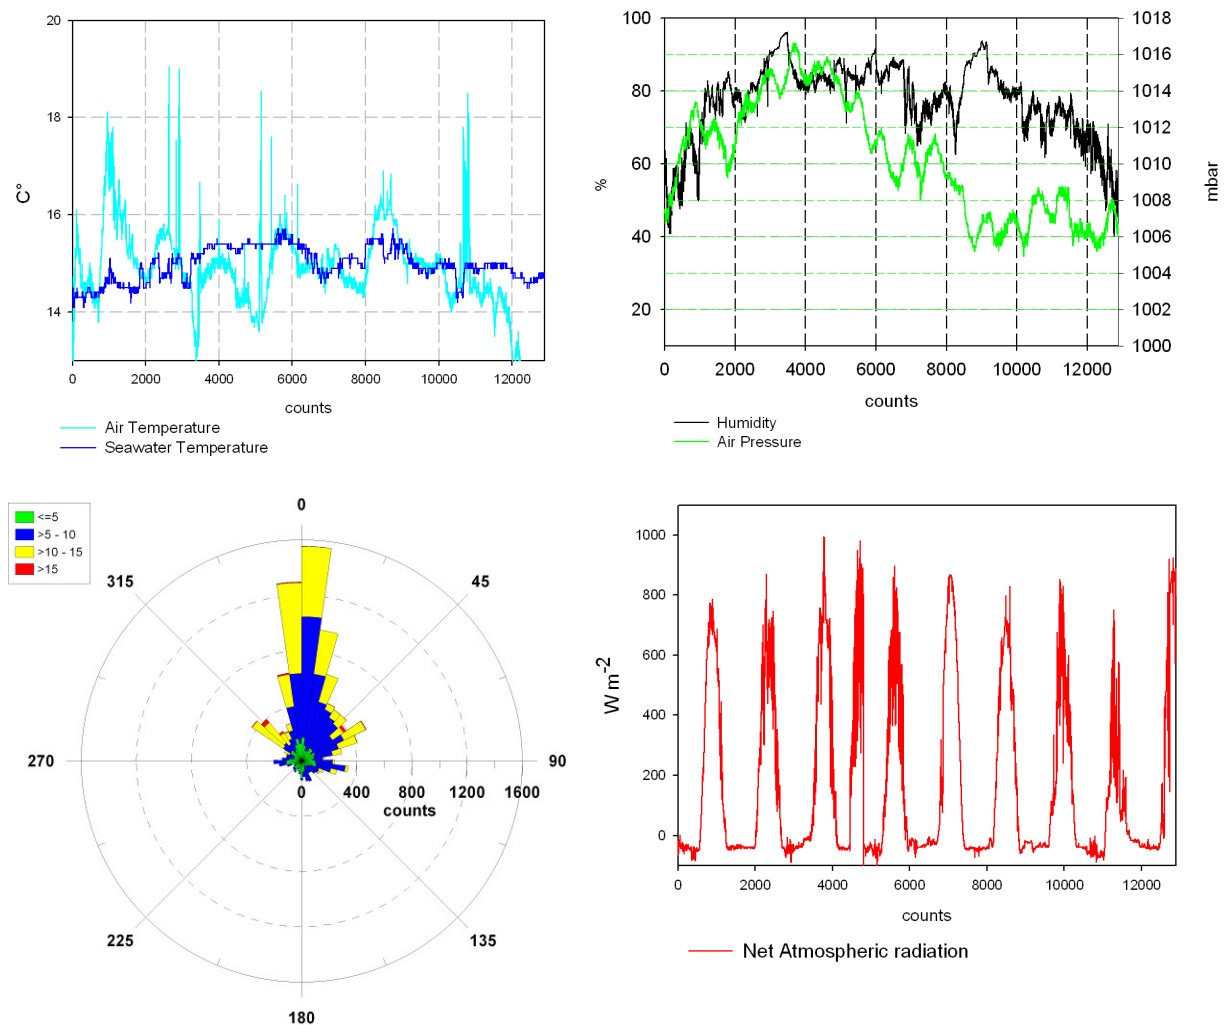 20
18
16
14
C°
0 2000 4000 6000 8000 10000 12000
counts
Air Temperature
Seawater Temperature
100
80
60
40
20
%
1018
1016
1014
1012
1010
1008
1006
1004
1002
1000
mbar
0 2000 4000 6000 8000 10000 12000
counts
Humidity
Air Pressure
<=5
>5 - 10
>10 - 15
>15
0
315
45
270
90
0 400 800 1200 1600
counts
225
135
180
1000
800
600
400
200
0
W m-2
0 2000 4000 6000 8000 10000 12000
counts
Net Atmospheric radiation